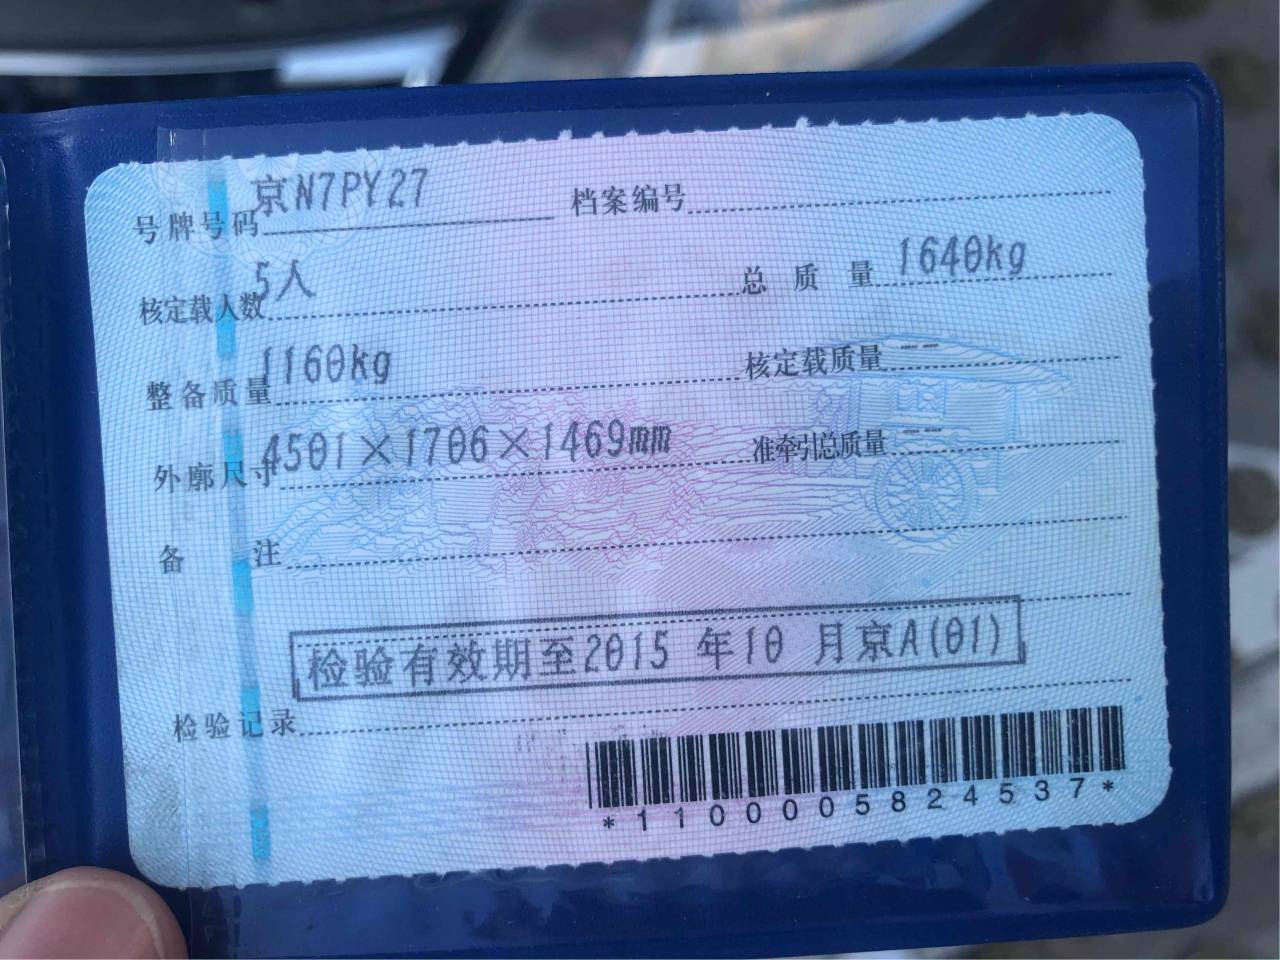 号牌号码 京N7PY27 档案编号
核定载人数 5人 总质量 1640kg
整备质量 1160kg 核定载质量 -- --
外廓尺寸 4501×1706×1469mm 准牵引总质量 -- --
备注
检验有效期至2015 年10 月京A(01)
检验记录
*1100005824537*